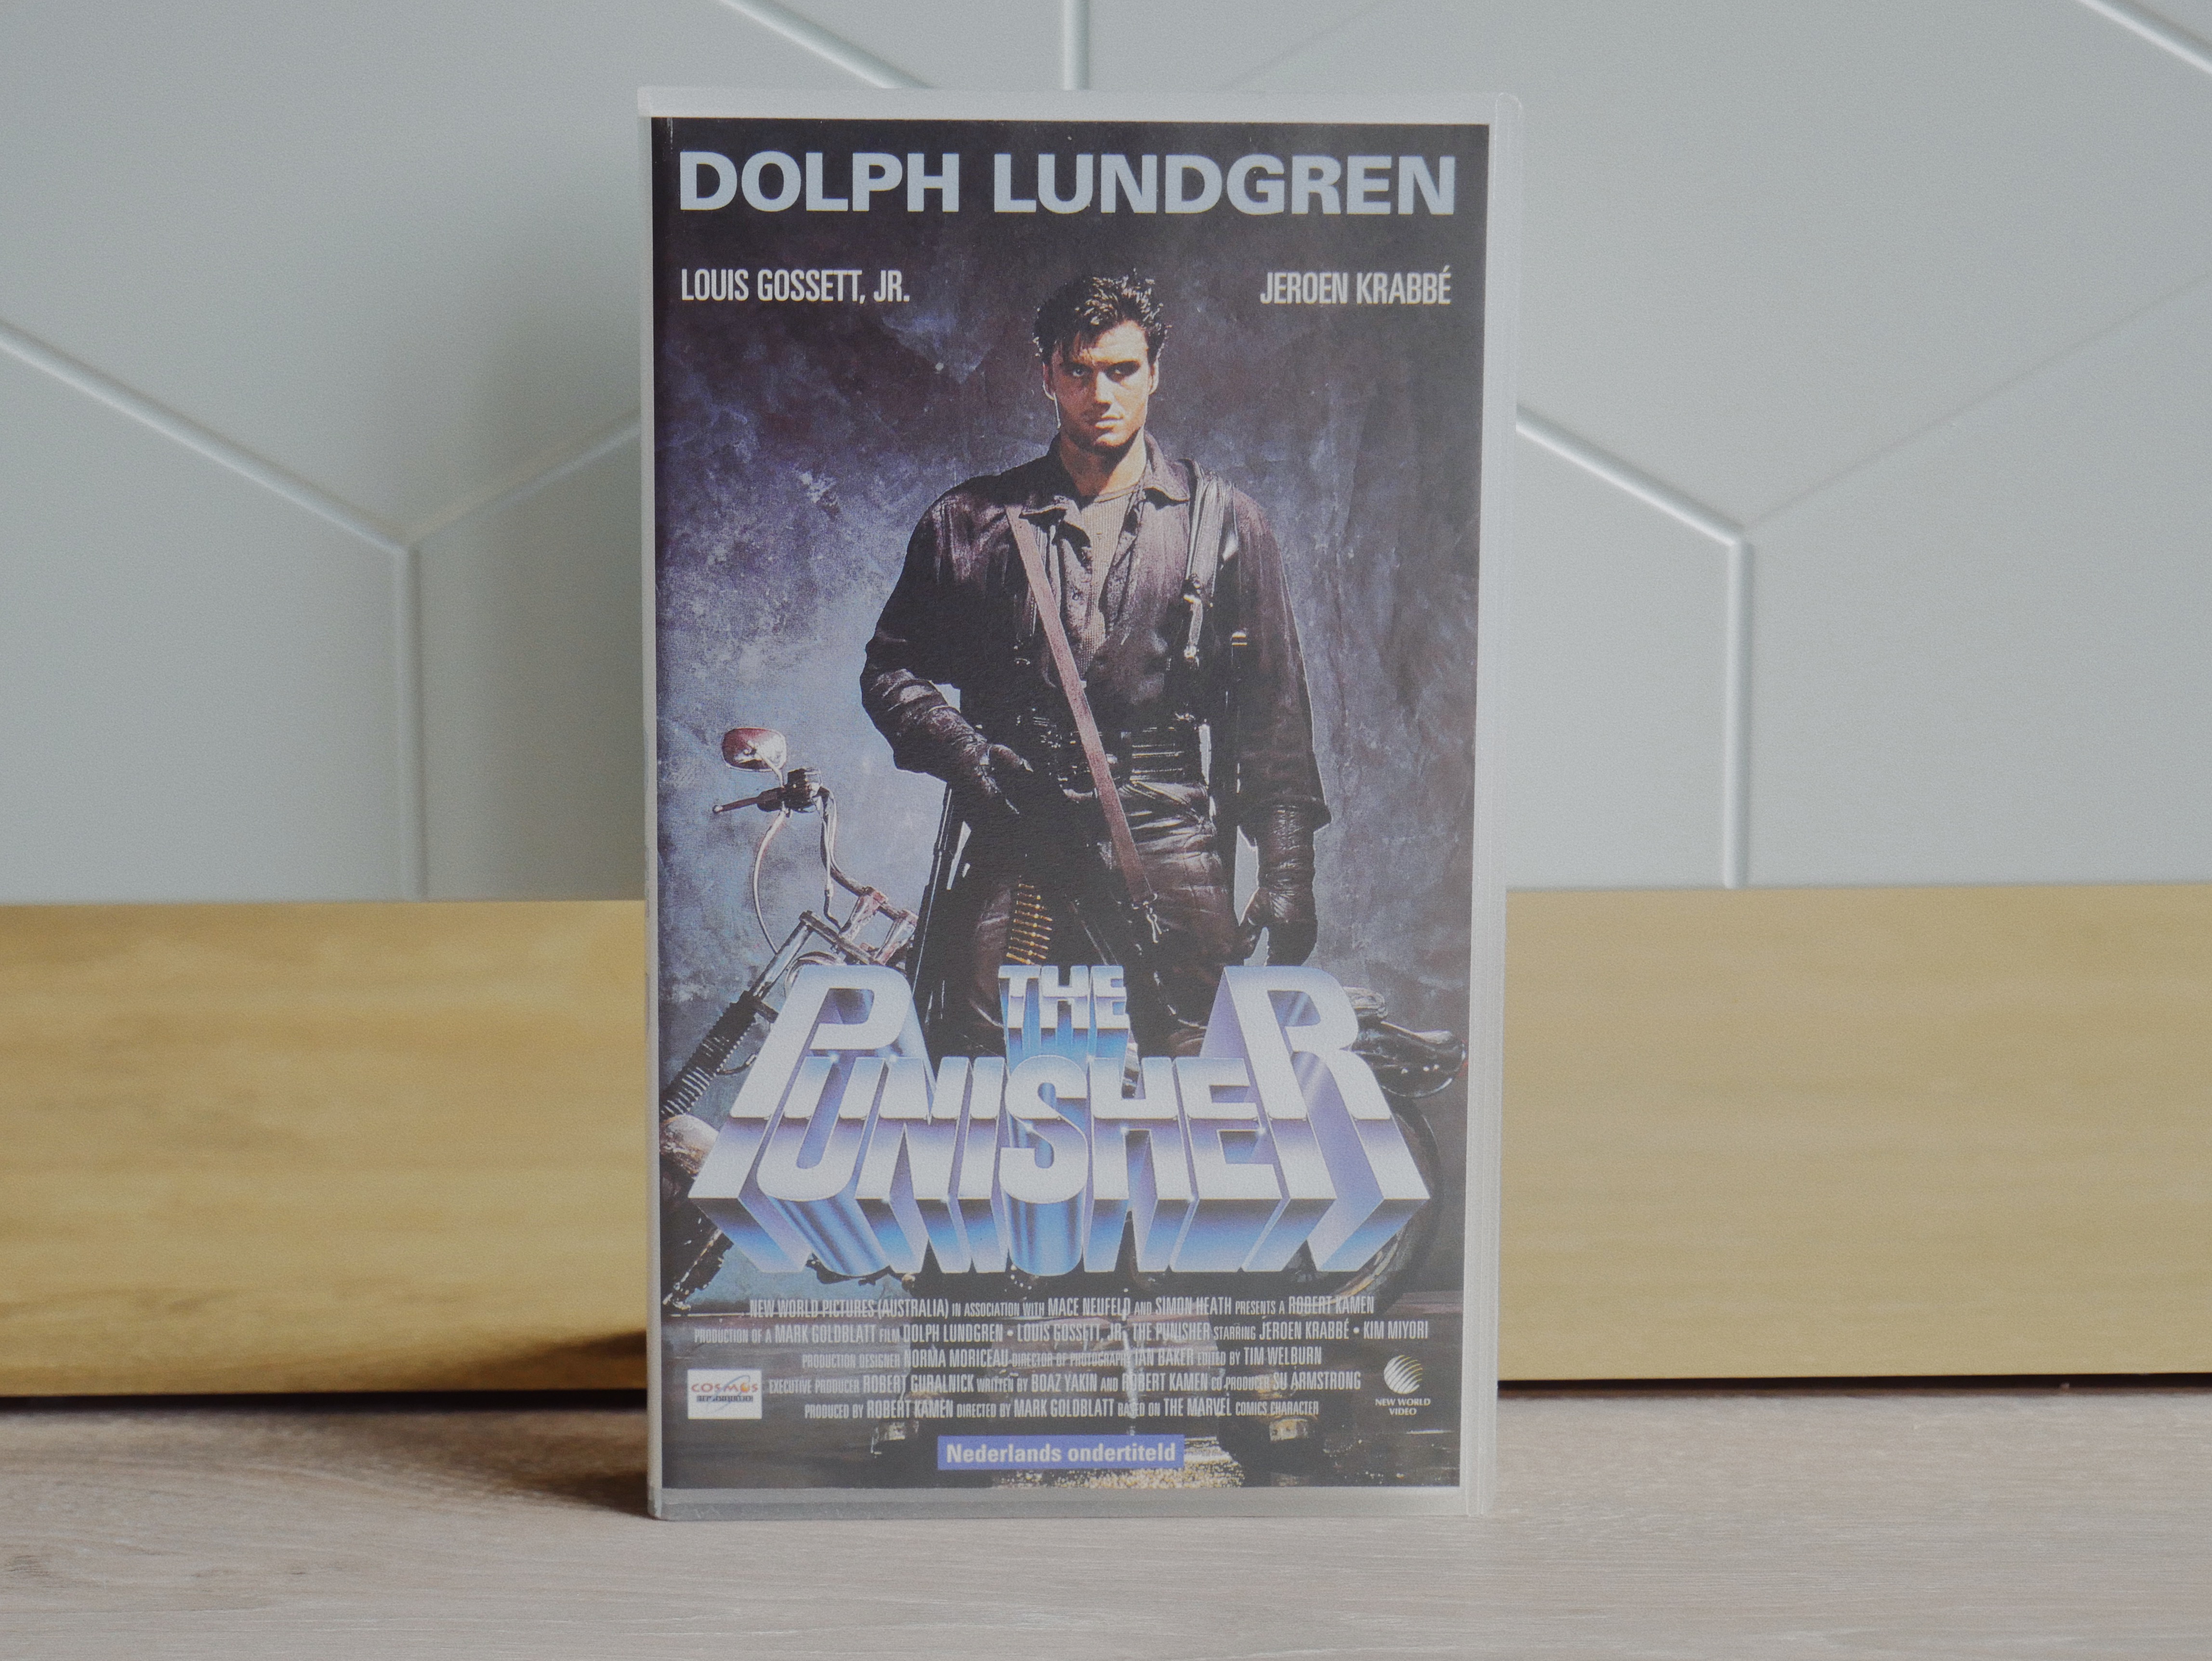 DOLPH LUNDGREN
LOUIS GOSSETT, JR.
JEROEN KRABBÉ
THE
PUNISHER
NEW WORLD PICTURES (AUSTRALIA) IN ASSOCIATION WITH MACE NEUFELD AND SIMON HEATH PRESENTS A ROBERT KAMEN
PRODUCTION OF A MARK GOLDBLATT FILM DOLPH LUNDGREN • LOUIS GOSSETT, JR. THE PUNISHER STARRING JEROEN KRABBÉ • KIM MIYORI
PRODUCTION DESIGNER NORMA MORICEAU DIRECTOR OF PHOTOGRAPHY IAN BAKER EDITED BY TIM WELBURN
EXECUTIVE PRODUCER ROBERT GURALNICK WRITTEN BY BOAZ YAKIN AND ROBERT KAMEN CO PRODUCER SU ARMSTRONG
PRODUCED BY ROBERT KAMEN DIRECTED BY MARK GOLDBLATT BASED ON THE MARVEL COMICS CHARACTER
COSMOS
NEW WORLD
VIDEO
Nederlands ondertiteld